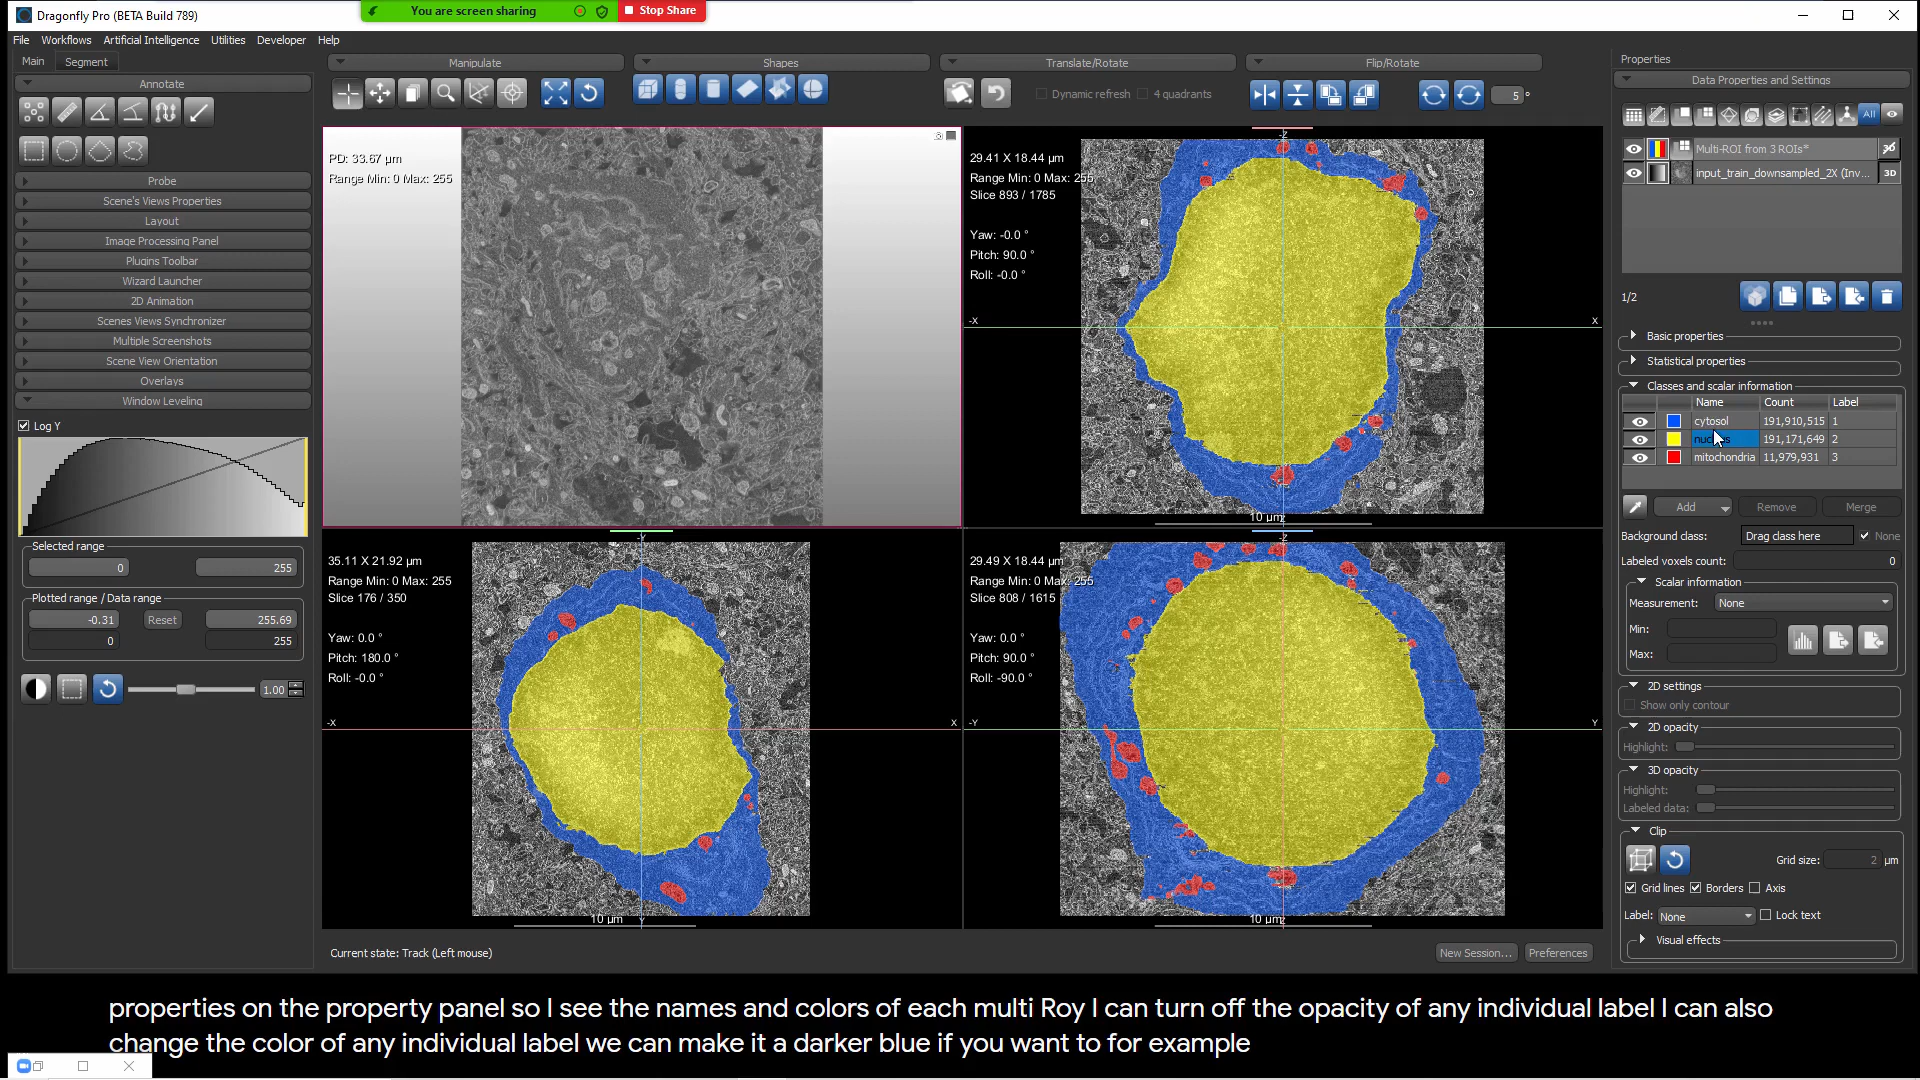 Dragonfly Pro (BETA Build 789)
You are screen sharing
Stop Share
File Workflows Artificial Intelligence Utilities Developer Help
Main Segment
Annotate
Probe
Scene's Views Properties
Layout
Image Processing Panel
Plugins Toolbar
Wizard Launcher
2D Animation
Scenes Views Synchronizer
Multiple Screenshots
Scene View Orientation
Overlays
Window Leveling
Log Y
Selected range
0 255
Plotted range / Data range
-0.31 Reset 255.69
0 255
1.00
Manipulate Shapes Translate/Rotate Flip/Rotate
Dynamic refresh 4 quadrants 5 °
PD: 33.67 µm
Range Min: 0 Max: 255
29.41 X 18.44 µm
Range Min: 0 Max: 255
Slice 893 / 1785
Yaw: -0.0 °
Pitch: 90.0 °
Roll: -0.0 °
-Z
-X X
10 µm
35.11 X 21.92 µm
Range Min: 0 Max: 255
Slice 176 / 350
Yaw: 0.0 °
Pitch: 180.0 °
Roll: -0.0 °
-Y
-X X
10 µm Y
29.49 X 18.44 µm
Range Min: 0 Max: 255
Slice 808 / 1615
Yaw: 0.0 °
Pitch: 90.0 °
Roll: -90.0 °
-Z
-Y Y
10 µm
Current state: Track (Left mouse)
New Session... Preferences
Properties
Data Properties and Settings
All
Multi-ROI from 3 ROIs*
input_train_downsampled_2X (Inv... 3D
1/2
Basic properties
Statistical properties
Classes and scalar information
Name Count Label
cytosol 191,910,515 1
191,171,649 2
mitochondria 11,979,931 3
Add Remove Merge
Background class: Drag class here None
Labeled voxels count: 0
Scalar information
Measurement: None
Min:
Max:
2D settings
Show only contour
2D opacity
Highlight:
3D opacity
Highlight:
Labeled data:
Clip
Grid size: 2 µm
Grid lines Borders Axis
Label: None Lock text
Visual effects
properties on the property panel so I see the names and colors of each multi Roy I can turn off the opacity of any individual label I can also
change the color of any individual label we can make it a darker blue if you want to for example